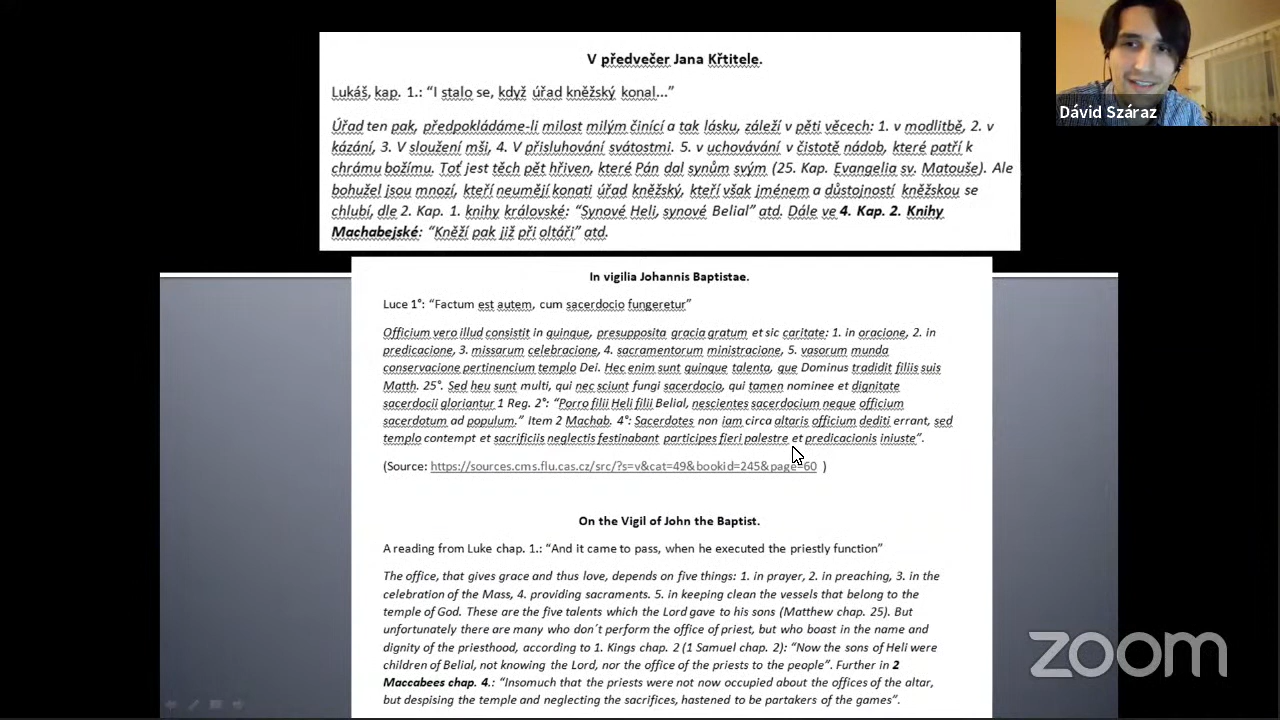 Dávid Száraz
V předvečer Jana Křtitele.
Lukáš, kap. 1.: “I stalo se, když úřad kněžský konal...”
Úřad ten pak, předpokládáme-li milost milým činící a tak lásku, záleží v pěti věcech: 1. v modlitbě, 2. v
kázání, 3. V sloužení mši, 4. V přisluhování svátostmi. 5. v uchovávání v čistotě nádob, které patří k
chrámu božímu. Toť jest těch pět hřiven, které Pán dal synům svým (25. Kap. Evangelia sv. Matouše). Ale
bohužel jsou mnozí, kteří neumějí konati úřad kněžský, kteří však jménem a důstojností kněžskou se
chlubí, dle 2. Kap. 1. knihy královské: “Synové Heli, synové Belial” atd. Dále ve 4. Kap. 2. Knihy
Machabejské: “Kněží pak již při oltáři” atd.
In vigilia Johannis Baptistae.
Luce 1°: “Factum est autem, cum sacerdocio fungeretur”
Officium vero illud consistit in quinque, presupposita gracia gratum et sic caritate: 1. in oracione, 2. in
predicacione, 3. missarum celebracione, 4. sacramentorum ministracione, 5. vasorum munda
conservacione pertinencium templo Dei. Hec enim sunt quinque talenta, que Dominus tradidit filiis suis
Matth. 25°. Sed heu sunt multi, qui nec sciunt fungi sacerdocio, qui tamen nominee et dignitate
sacerdocii gloriantur 1 Reg. 2°: “Porro filii Heli filii Belial, nescientes sacerdocium neque officium
sacerdotum ad populum.” Item 2 Machab. 4°: Sacerdotes non iam circa altaris officium dediti errant, sed
templo contempt et sacrificiis neglectis festinabant participes fieri palestre et predicacionis iniuste”.
(Source: https://sources.cms.flu.cas.cz/src/?s=v&cat=49&bookid=245&page=60 )
On the Vigil of John the Baptist.
A reading from Luke chap. 1.: “And it came to pass, when he executed the priestly function”
The office, that gives grace and thus love, depends on five things: 1. in prayer, 2. in preaching, 3. in the
celebration of the Mass, 4. providing sacraments. 5. in keeping clean the vessels that belong to the
temple of God. These are the five talents which the Lord gave to his sons (Matthew chap. 25). But
unfortunately there are many who don´t perform the office of priest, but who boast in the name and
dignity of the priesthood, according to 1. Kings chap. 2 (1 Samuel chap. 2): “Now the sons of Heli were
children of Belial, not knowing the Lord, nor the office of the priests to the people”. Further in 2
Maccabees chap. 4.: “Insomuch that the priests were not now occupied about the offices of the altar,
but despising the temple and neglecting the sacrifices, hastened to be partakers of the games”.
zoom